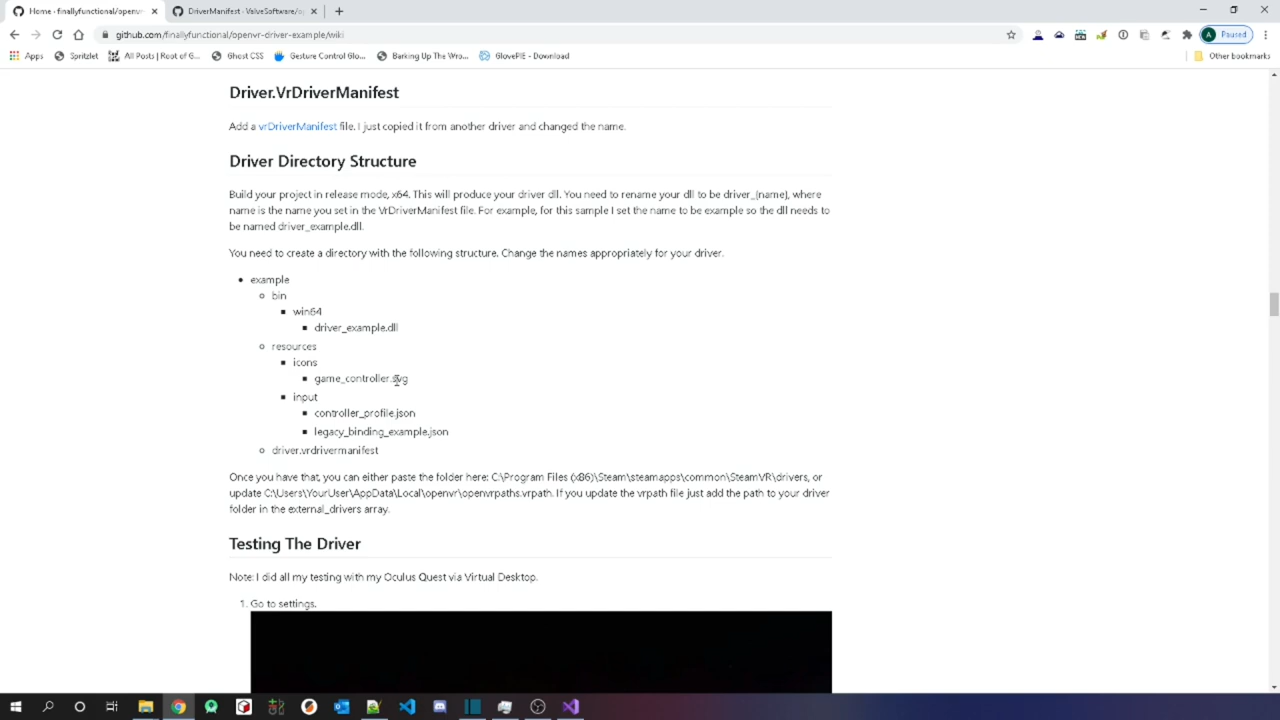 Home · finallyfunctional/openvr-
DriverManifest · ValveSoftware/o
github.com/finallyfunctional/openvr-driver-example/wiki
Paused
Apps
Spritzlet
All Posts | Root of G...
Ghost CSS
Gesture Control Glo...
Barking Up The Wro...
GlovePIE - Download
Other bookmarks
Driver.VrDriverManifest
Add a vrDriverManifest file. I just copied it from another driver and changed the name.
Driver Directory Structure
Build your project in release mode, x64. This will produce your driver dll. You need to rename your dll to be driver_{name}, where
name is the name you set in the VrDriverManifest file. For example, for this sample I set the name to be example so the dll needs to
be named driver_example.dll.
You need to create a directory with the following structure. Change the names appropriately for your driver.
example
bin
win64
driver_example.dll
resources
icons
game_controller.svg
input
controller_profile.json
legacy_binding_example.json
driver.vrdrivermanifest
Once you have that, you can either paste the folder here: C:\Program Files (x86)\Steam\steamapps\common\SteamVR\drivers, or
update C:\Users\YourUser\AppData\Local\openvr\openvrpaths.vrpath. If you update the vrpath file just add the path to your driver
folder in the external_drivers array.
Testing The Driver
Note: I did all my testing with my Oculus Quest via Virtual Desktop.
1. Go to settings.